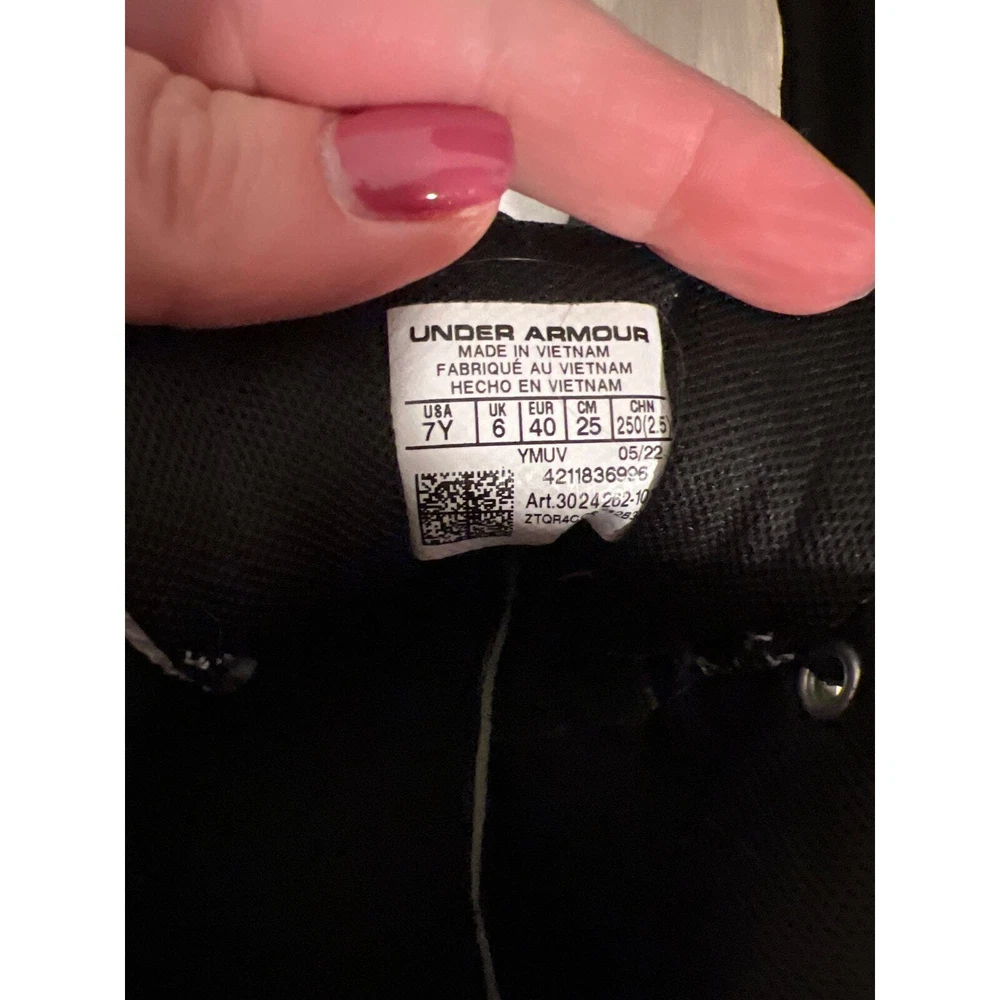 UNDER ARMOUR
MADE IN VIETNAM
FABRIQUÉ AU VIETNAM
HECHO EN VIETNAM
USA UK EUR CM CHN
7Y 6 40 25 250(2.5)
YMUV 05/22
4211836996
Art.3024262-10